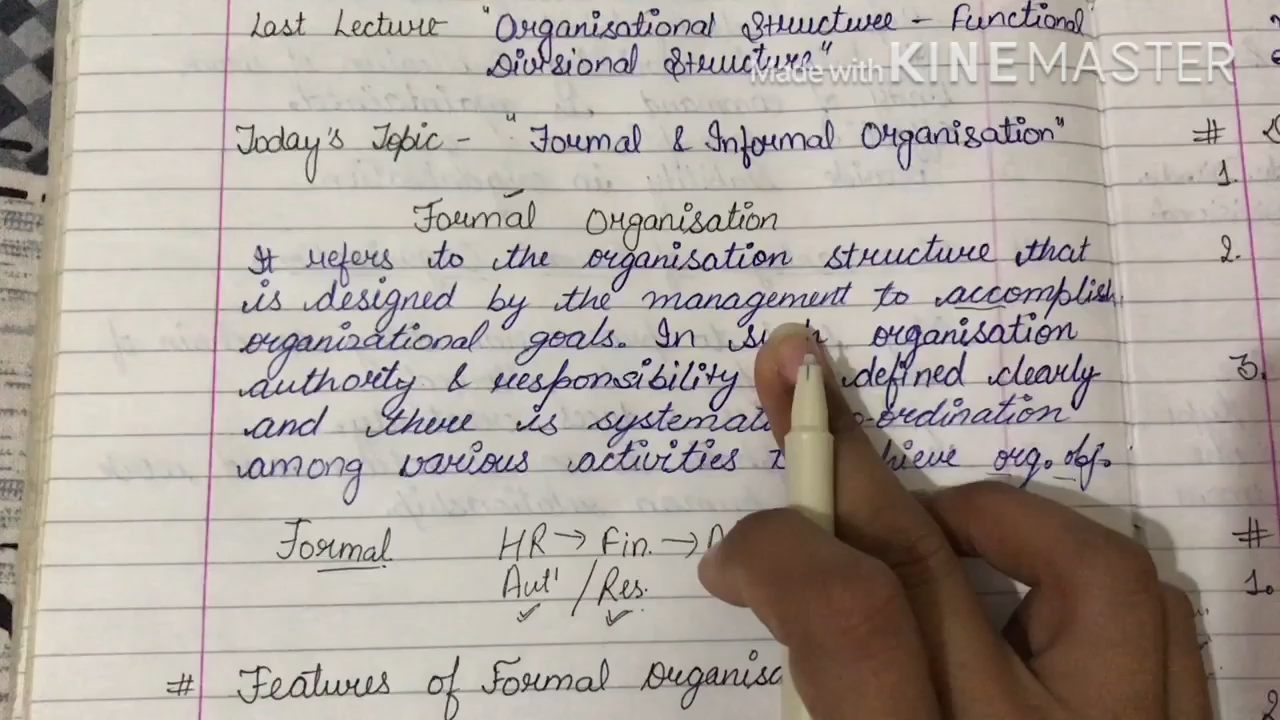 Last Lecture "Organisational Structure - Functional
Divisional Structure"
Made with KINEMASTER
Today's Topic - "Formal & Informal Organisation"
#
1.
Formal Organisation
It refers to the organisation structure that
2.
is designed by the management to accomplish
organizational goals. In such organisation
authority & responsibility defined clearly
3.
and there is systemat o-ordination
among various activities hieve org. obj.
Formal HR → Fin. →
#
Aut' / Res.
1.
# Features of Formal Organisa
2